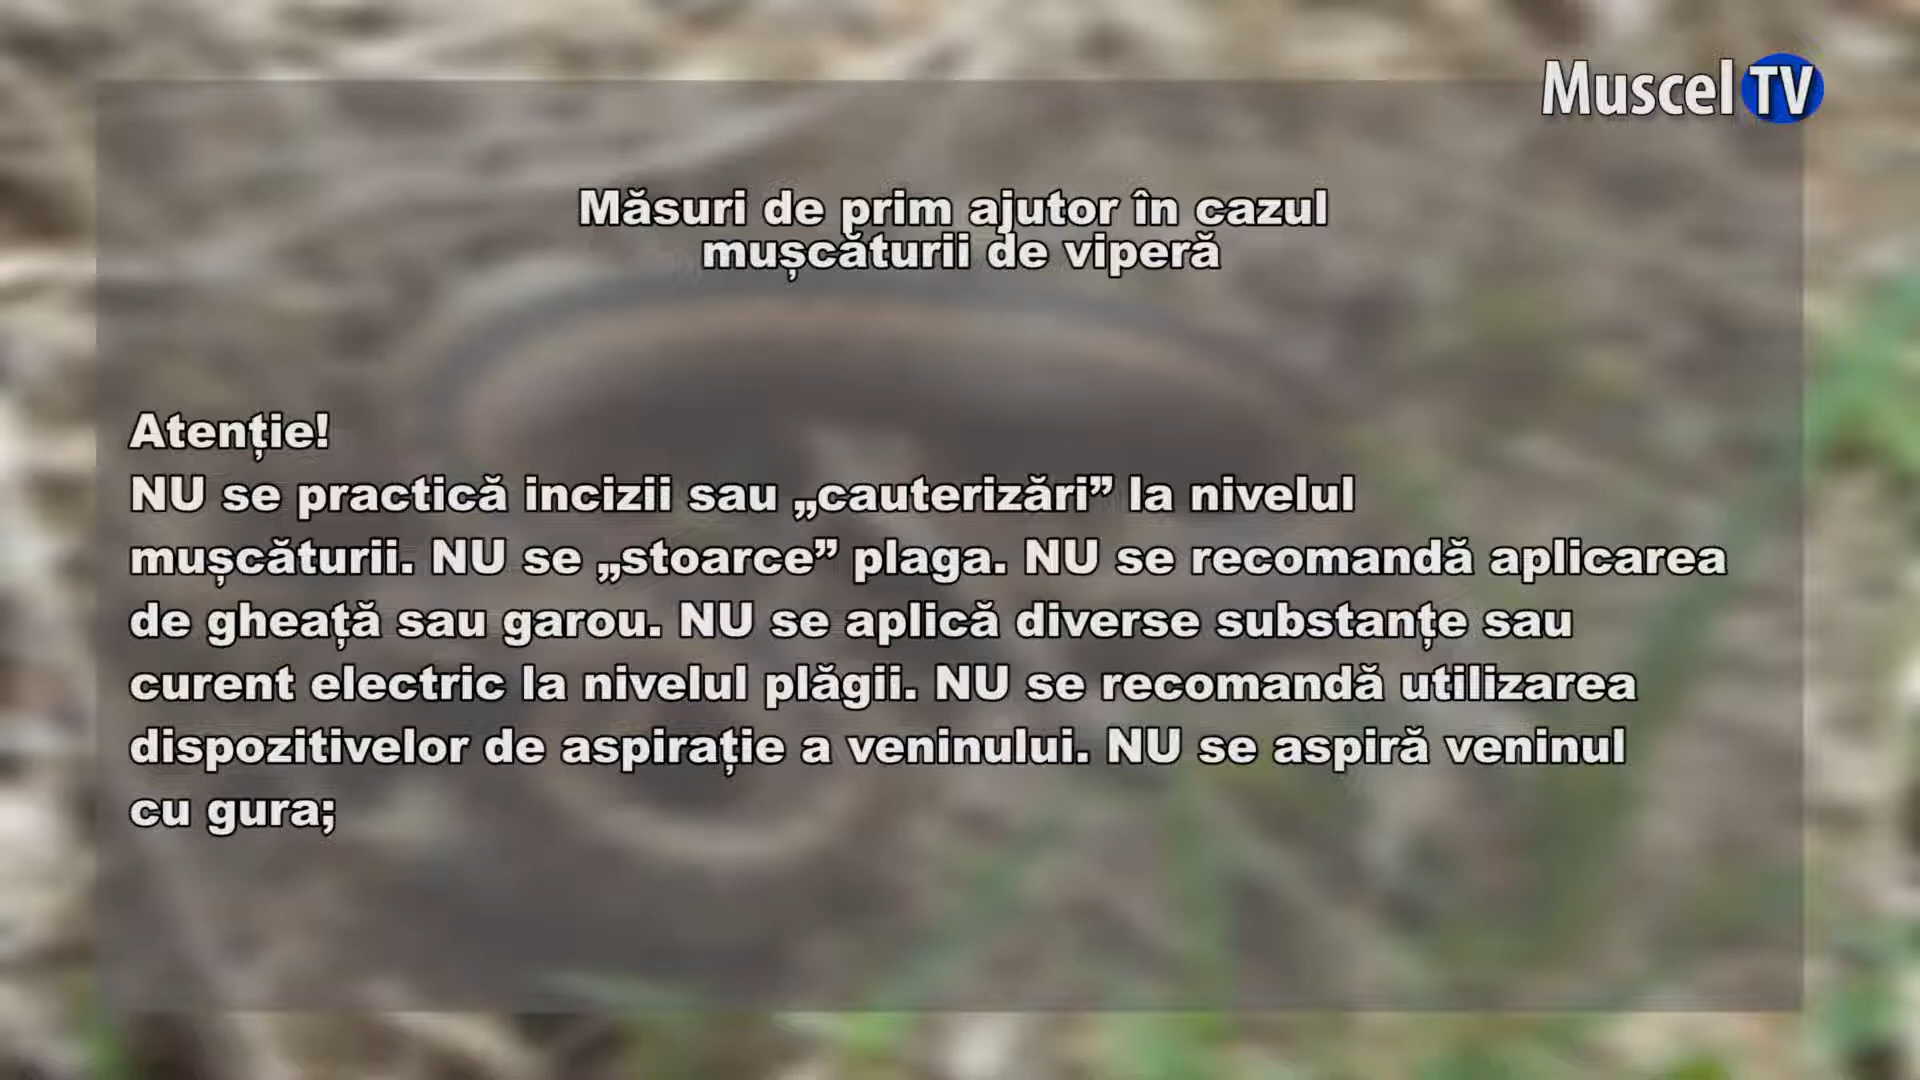 Muscel TV
Măsuri de prim ajutor în cazul
mușcăturii de viperă
Atenție!
NU se practică incizii sau „cauterizări” la nivelul
mușcăturii. NU se „stoarce” plaga. NU se recomandă aplicarea
de gheață sau garou. NU se aplică diverse substanțe sau
curent electric la nivelul plăgii. NU se recomandă utilizarea
dispozitivelor de aspirație a veninului. NU se aspiră veninul
cu gura;